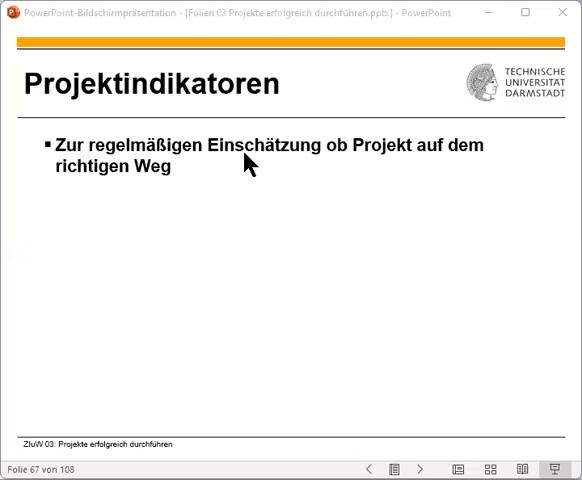 PowerPoint-Bildschirmpräsentation - [Folien 03 Projekte erfolgreich durchführen.pptx] - PowerPoint
Projektindikatoren
TECHNISCHE
UNIVERSITÄT
DARMSTADT
▪ Zur regelmäßigen Einschätzung ob Projekt auf dem
richtigen Weg
ZIuW 03: Projekte erfolgreich durchführen
Folie 67 von 108